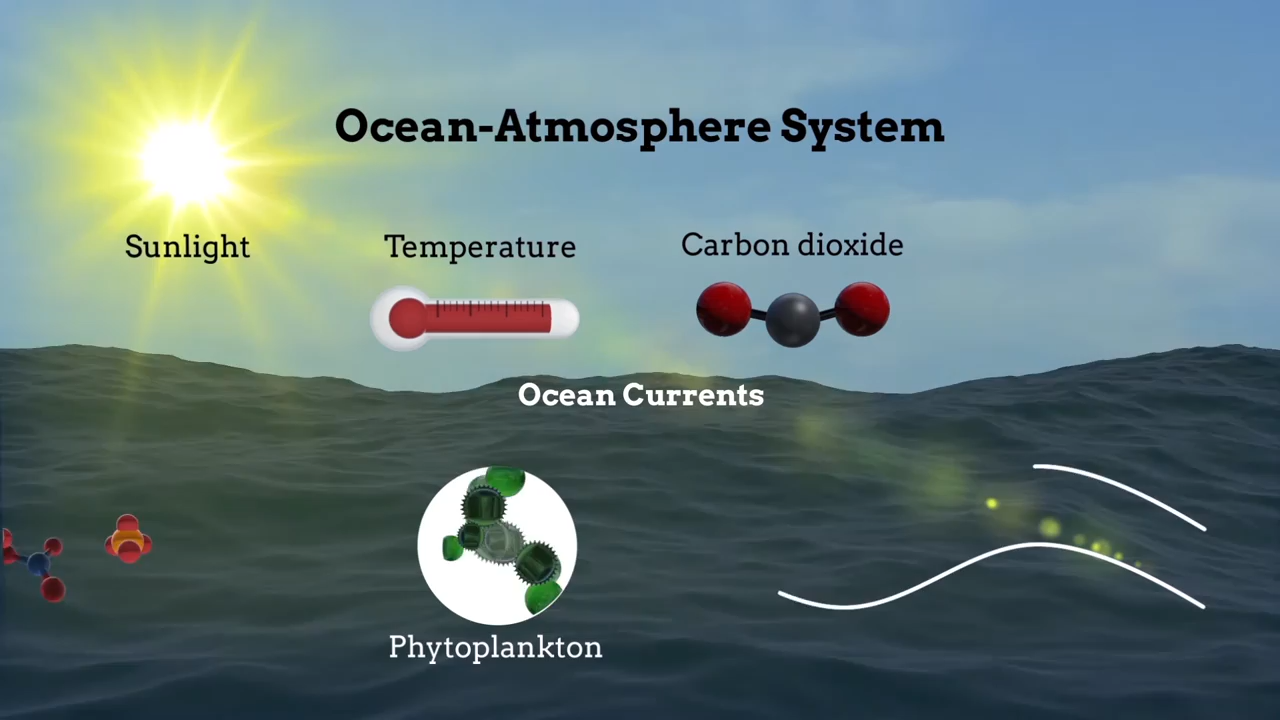 Ocean-Atmosphere System
Sunlight
Temperature
Carbon dioxide
Ocean Currents
Phytoplankton